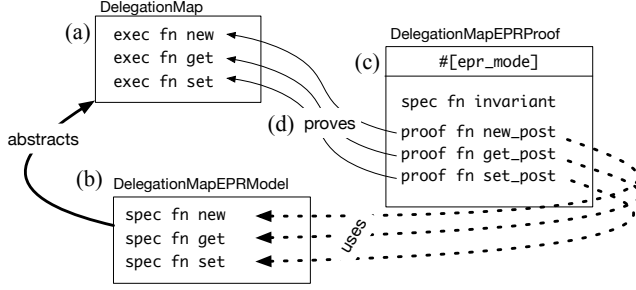 DelegationMap
(a)
exec fn new
exec fn get
exec fn set
DelegationMapEPRProof
(c)
#[epr_mode]
spec fn invariant
proof fn new_post
proof fn get_post
proof fn set_post
(d) proves
abstracts
(b)
DelegationMapEPRModel
spec fn new
spec fn get
spec fn set
uses